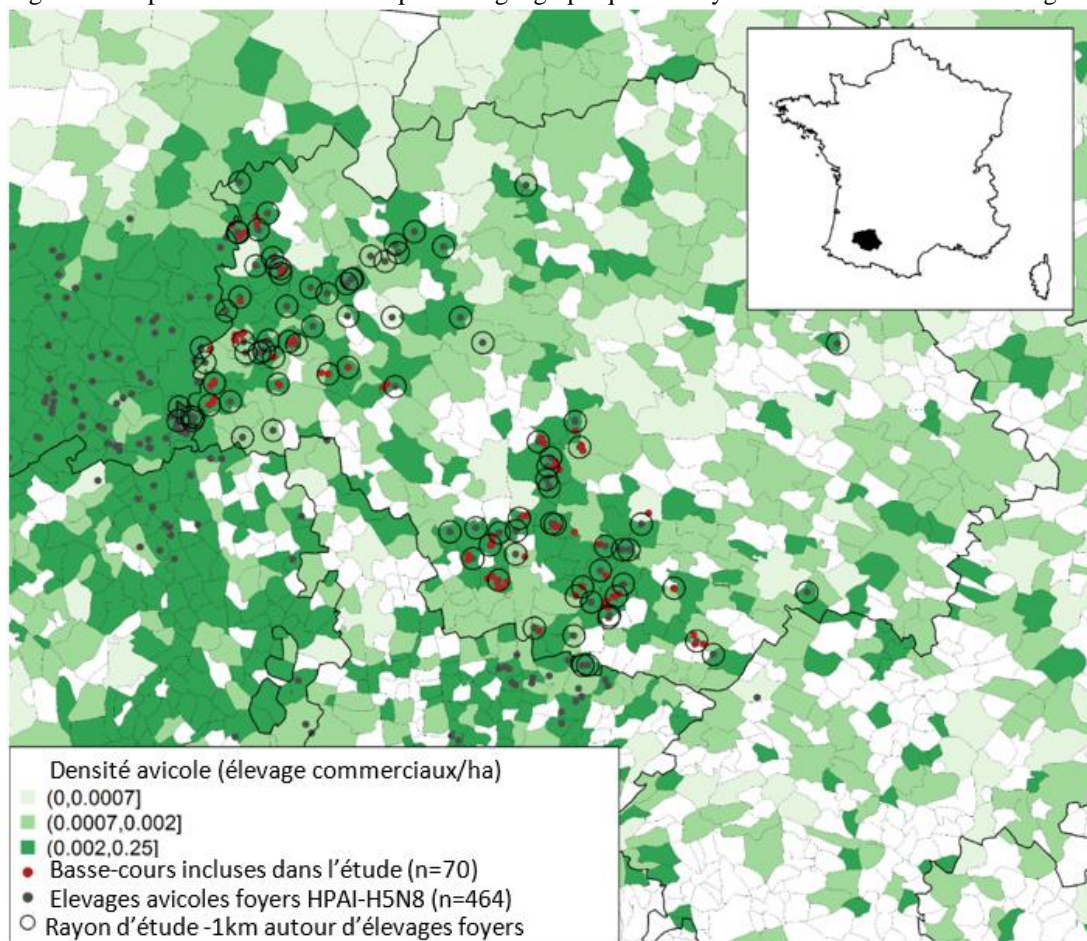 Densité avicole (élevage commerciaux/ha)
(0,0.0007]
(0.0007,0.002]
(0.002,0.25]
Basse-cours incluses dans l'étude (n=70)
Elevages avicoles foyers HPAI-H5N8 (n=464)
Rayon d'étude -1km autour d'élevages foyers